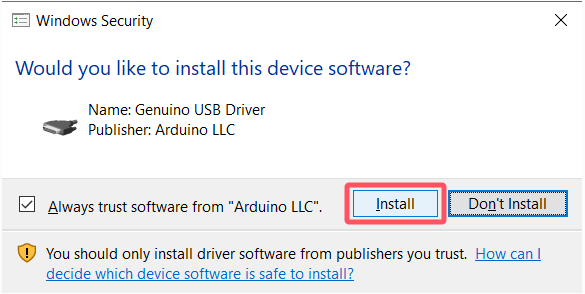 Windows Security
Would you like to install this device software?
Name: Genuino USB Driver
Publisher: Arduino LLC
Always trust software from "Arduino LLC".
Install
Don't Install
You should only install driver software from publishers you trust. How can I
decide which device software is safe to install?